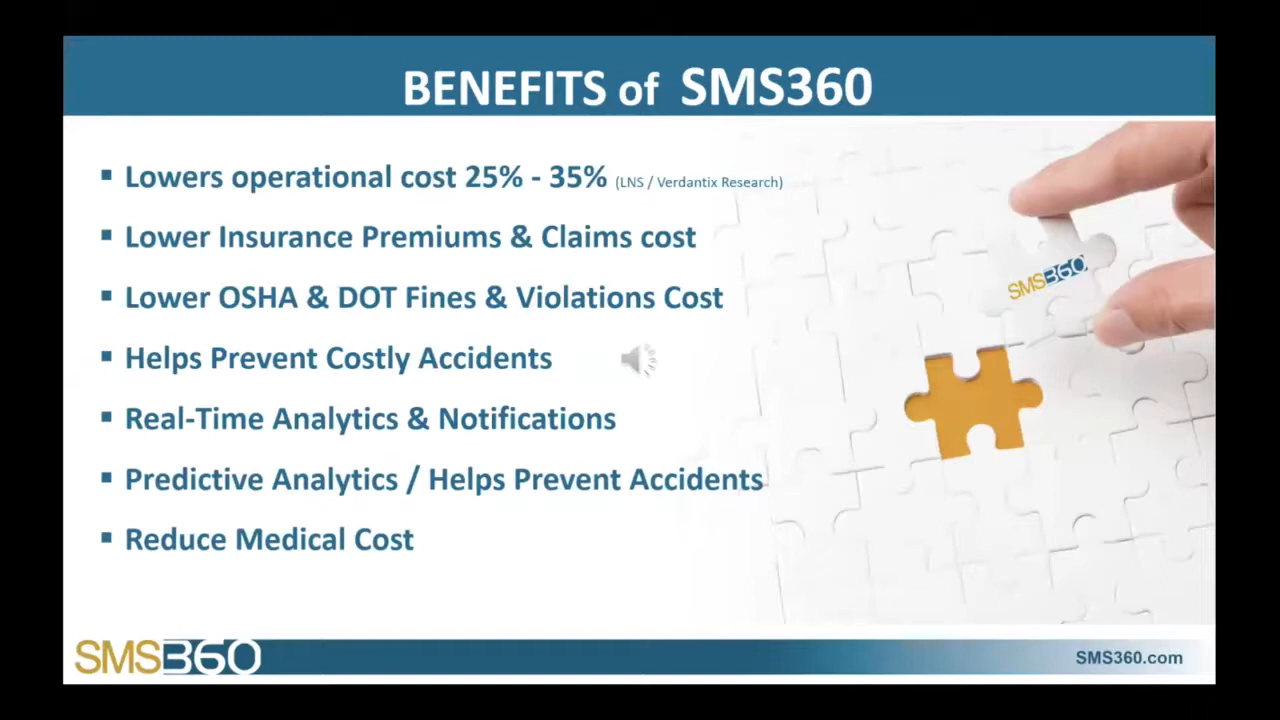 BENEFITS of SMS360
▪ Lowers operational cost 25% - 35% (LNS / Verdantix Research)
▪ Lower Insurance Premiums & Claims cost
▪ Lower OSHA & DOT Fines & Violations Cost
▪ Helps Prevent Costly Accidents
▪ Real-Time Analytics & Notifications
▪ Predictive Analytics / Helps Prevent Accidents
▪ Reduce Medical Cost
SMS360
SMS360
SMS360.com